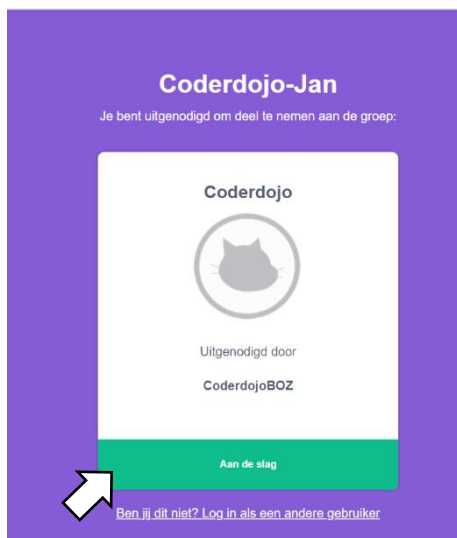 Coderdojo-Jan
Je bent uitgenodigd om deel te nemen aan de groep:
Coderdojo
Uitgenodigd door
CoderdojoBOZ
Aan de slag
Ben jij dit niet? Log in als een andere gebruiker